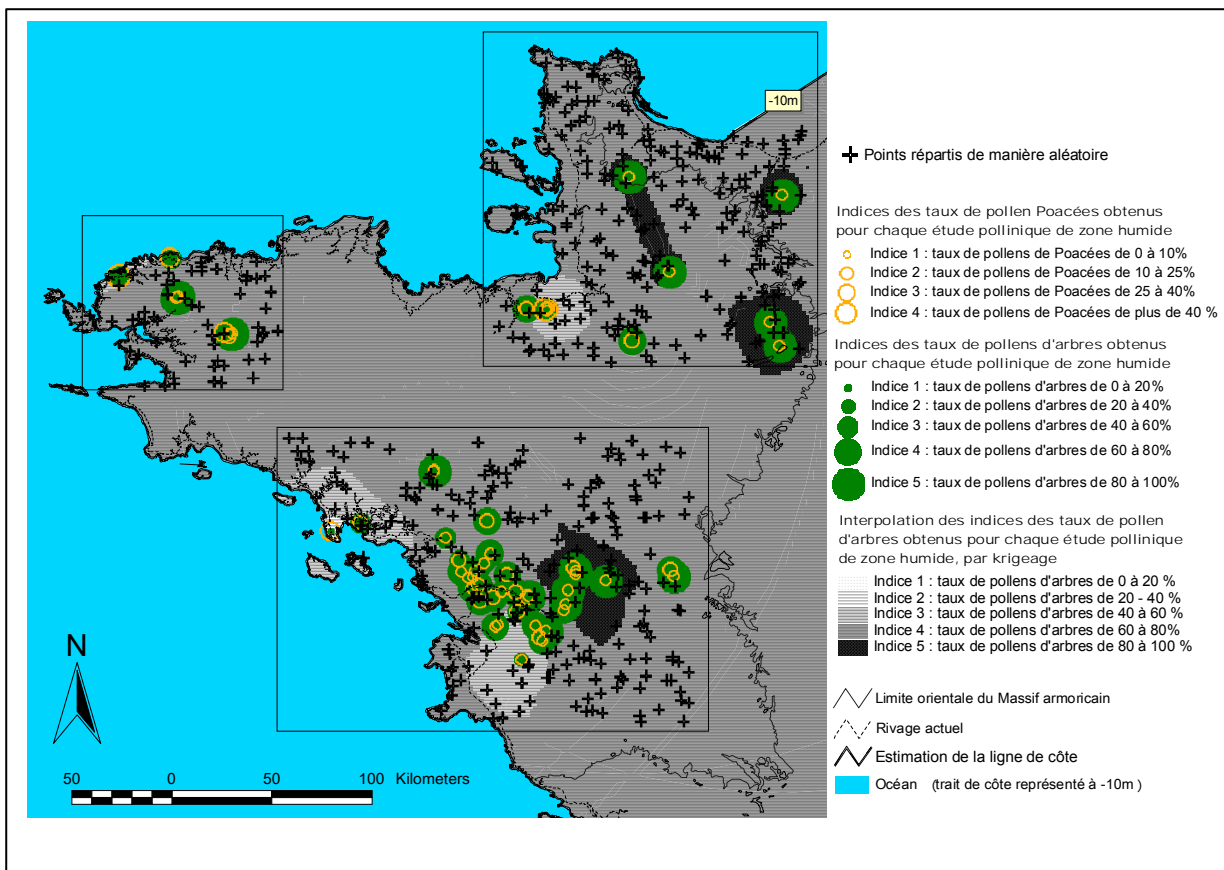 -10m
Points répartis de manière aléatoire
Indices des taux de pollen Poacées obtenus
pour chaque étude pollinique de zone humide
Indice 1 : taux de pollens de Poacées de 0 à 10%
Indice 2 : taux de pollens de Poacées de 10 à 25%
Indice 3 : taux de pollens de Poacées de 25 à 40%
Indice 4 : taux de pollens de Poacées de plus de 40 %
Indices des taux de pollens d'arbres obtenus
pour chaque étude pollinique de zone humide
Indice 1 : taux de pollens d'arbres de 0 à 20%
Indice 2 : taux de pollens d'arbres de 20 à 40%
Indice 3 : taux de pollens d'arbres de 40 à 60%
Indice 4 : taux de pollens d'arbres de 60 à 80%
Indice 5 : taux de pollens d'arbres de 80 à 100%
Interpolation des indices des taux de pollen
d'arbres obtenus pour chaque étude pollinique
de zone humide, par krigeage
Indice 1 : taux de pollens d'arbres de 0 à 20 %
Indice 2 : taux de pollens d'arbres de 20 - 40 %
Indice 3 : taux de pollens d'arbres de 40 à 60 %
Indice 4 : taux de pollens d'arbres de 60 à 80%
Indice 5 : taux de pollens d'arbres de 80 à 100 %
Limite orientale du Massif armoricain
Rivage actuel
Estimation de la ligne de côte
Océan (trait de côte représenté à -10m )
N
50 0 50 100 Kilometers